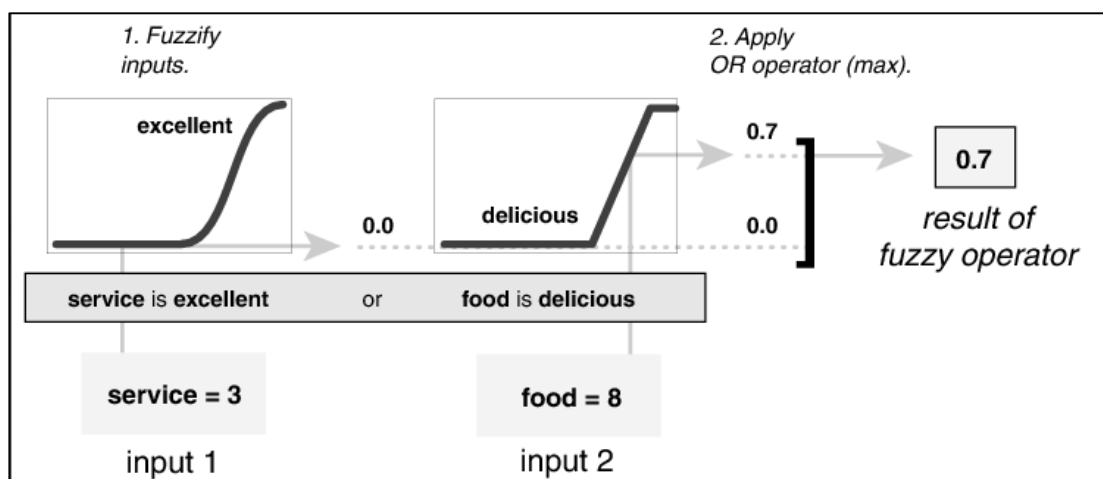 1. Fuzzify
inputs.
2. Apply
OR operator (max).
excellent
0.0
delicious
0.7
0.0
0.7
result of
fuzzy operator
service is excellent or food is delicious
service = 3
food = 8
input 1
input 2